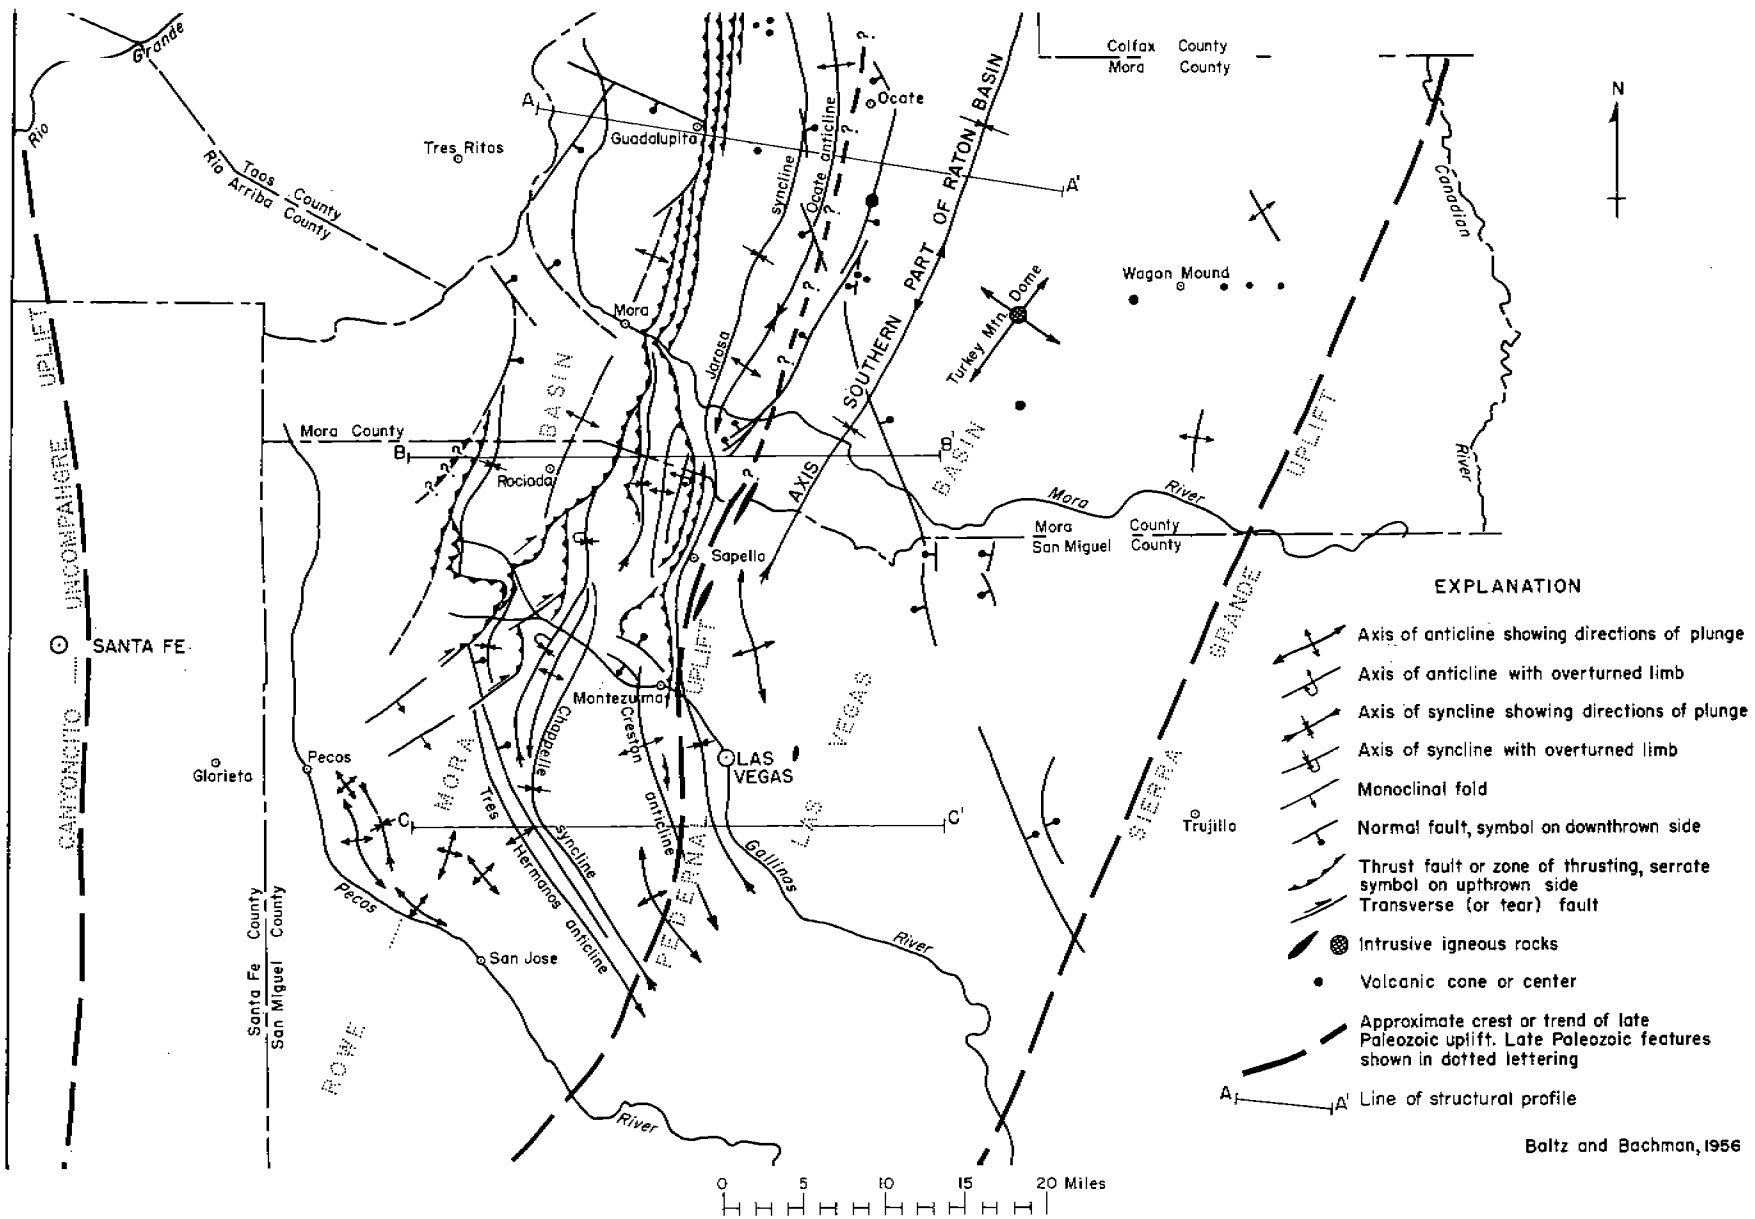 Grande
Rio
Taos County
Rio Arriba County
Tres Ritos
A
Guadalupita
?
Ocate
Ocate anticline
?
syncline
?
?
?
Jarosa
A'
Colfax County
Mora County
AXIS SOUTHERN PART OF RATON BASIN
N
Canadian
River
Wagon Mound
Turkey Mtn. Dome
Mora
BASIN
Mora County
B
B'
?
?
?
?
Rociada
Sapello
BASIN
Mora River
Mora County
San Miguel County
UPLIFT
UNCOMPAHGRE
CANYONCITO
SANTA FE
UPLIFT
GRANDE
SIERRA
UPLIFT
PEDERNAL
Montezuma
Creston
anticline
Chappelle
syncline
Tres
Hermanos anticline
LAS
VEGAS
VEGAS
LAS
Glorieta
Pecos
MORA
C
C'
Gallinas
River
Trujillo
Pecos
River
San Jose
Santa Fe County
San Miguel County
ROWE
EXPLANATION
Axis of anticline showing directions of plunge
Axis of anticline with overturned limb
Axis of syncline showing directions of plunge
Axis of syncline with overturned limb
Monoclinal fold
Normal fault, symbol on downthrown side
Thrust fault or zone of thrusting, serrate
symbol on upthrown side
Transverse (or tear) fault
Intrusive igneous rocks
Volcanic cone or center
Approximate crest or trend of late
Paleozoic uplift. Late Paleozoic features
shown in dotted lettering
A A' Line of structural profile
Baltz and Bachman, 1956
0 5 10 15 20 Miles